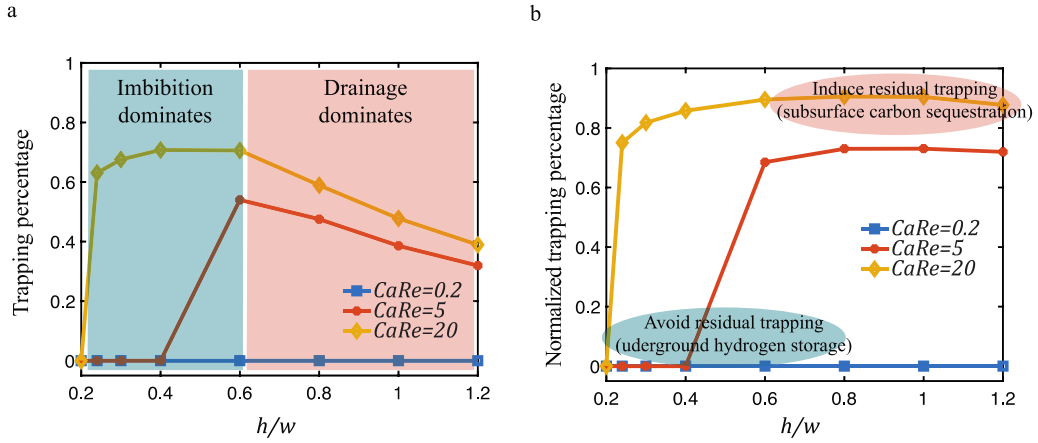 a
Trapping percentage
1
0.8
0.6
0.4
0.2
0
Imbibition
dominates
Drainage
dominates
CaRe=0.2
CaRe=5
CaRe=20
0.2 0.4 0.6 0.8 1 1.2
h/w
b
Normalized trapping percentage
1
0.8
0.6
0.4
0.2
0
Induce residual trapping
(subsurface carbon sequestration)
CaRe=0.2
CaRe=5
CaRe=20
Avoid residual trapping
(uderground hydrogen storage)
0.2 0.4 0.6 0.8 1 1.2
h/w